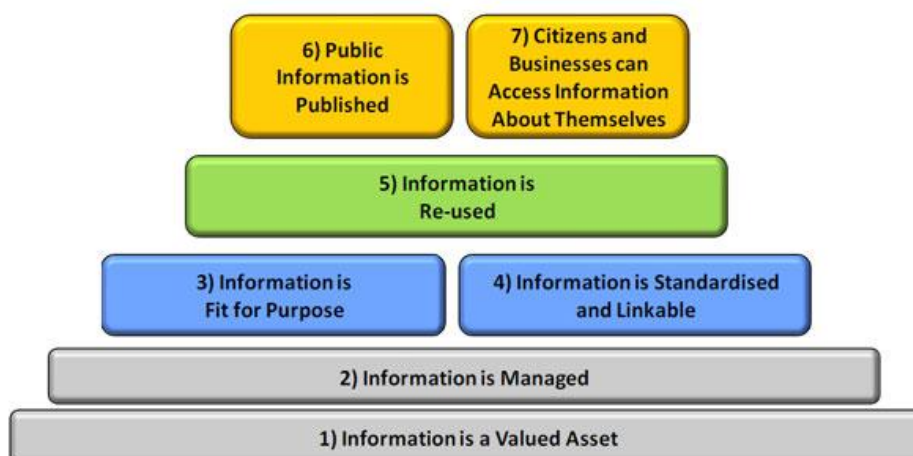 6) Public
Information is
Published
7) Citizens and
Businesses can
Access Information
About Themselves
5) Information is
Re-used
3) Information is
Fit for Purpose
4) Information is Standardised
and Linkable
2) Information is Managed
1) Information is a Valued Asset